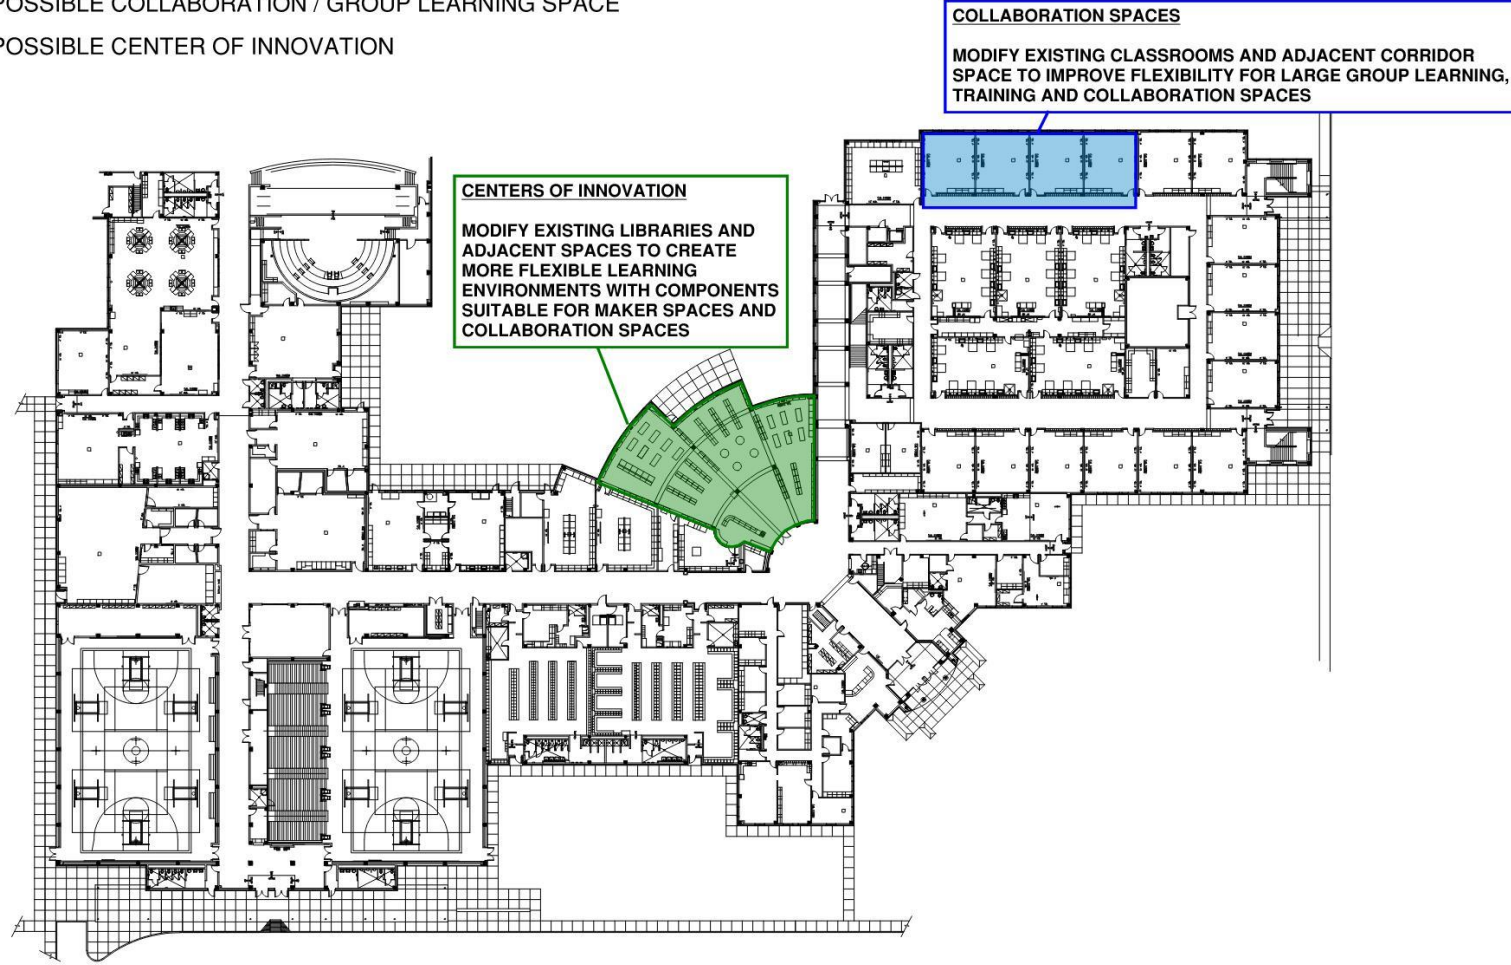 POSSIBLE COLLABORATION / GROUP LEARNING SPACE
POSSIBLE CENTER OF INNOVATION
COLLABORATION SPACES
MODIFY EXISTING CLASSROOMS AND ADJACENT CORRIDOR
SPACE TO IMPROVE FLEXIBILITY FOR LARGE GROUP LEARNING,
TRAINING AND COLLABORATION SPACES
CENTERS OF INNOVATION
MODIFY EXISTING LIBRARIES AND
ADJACENT SPACES TO CREATE
MORE FLEXIBLE LEARNING
ENVIRONMENTS WITH COMPONENTS
SUITABLE FOR MAKER SPACES AND
COLLABORATION SPACES